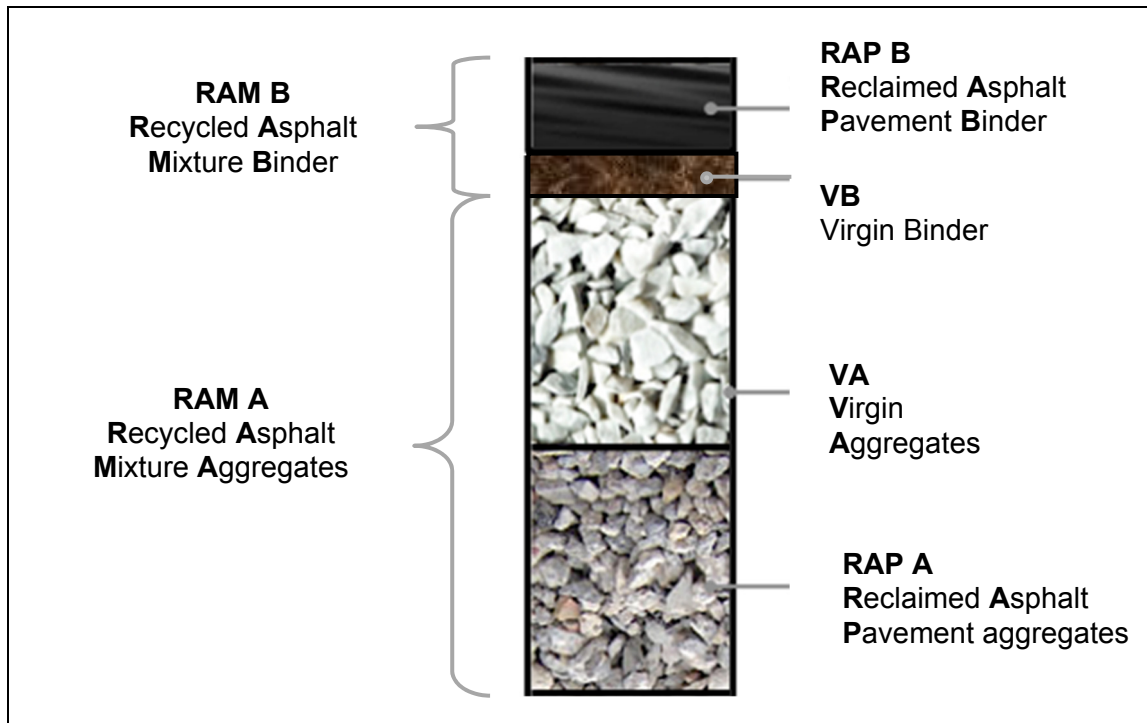 RAM B
Recycled Asphalt
Mixture Binder
RAM A
Recycled Asphalt
Mixture Aggregates
RAP B
Reclaimed Asphalt
Pavement Binder
VB
Virgin Binder
VA
Virgin
Aggregates
RAP A
Reclaimed Asphalt
Pavement aggregates